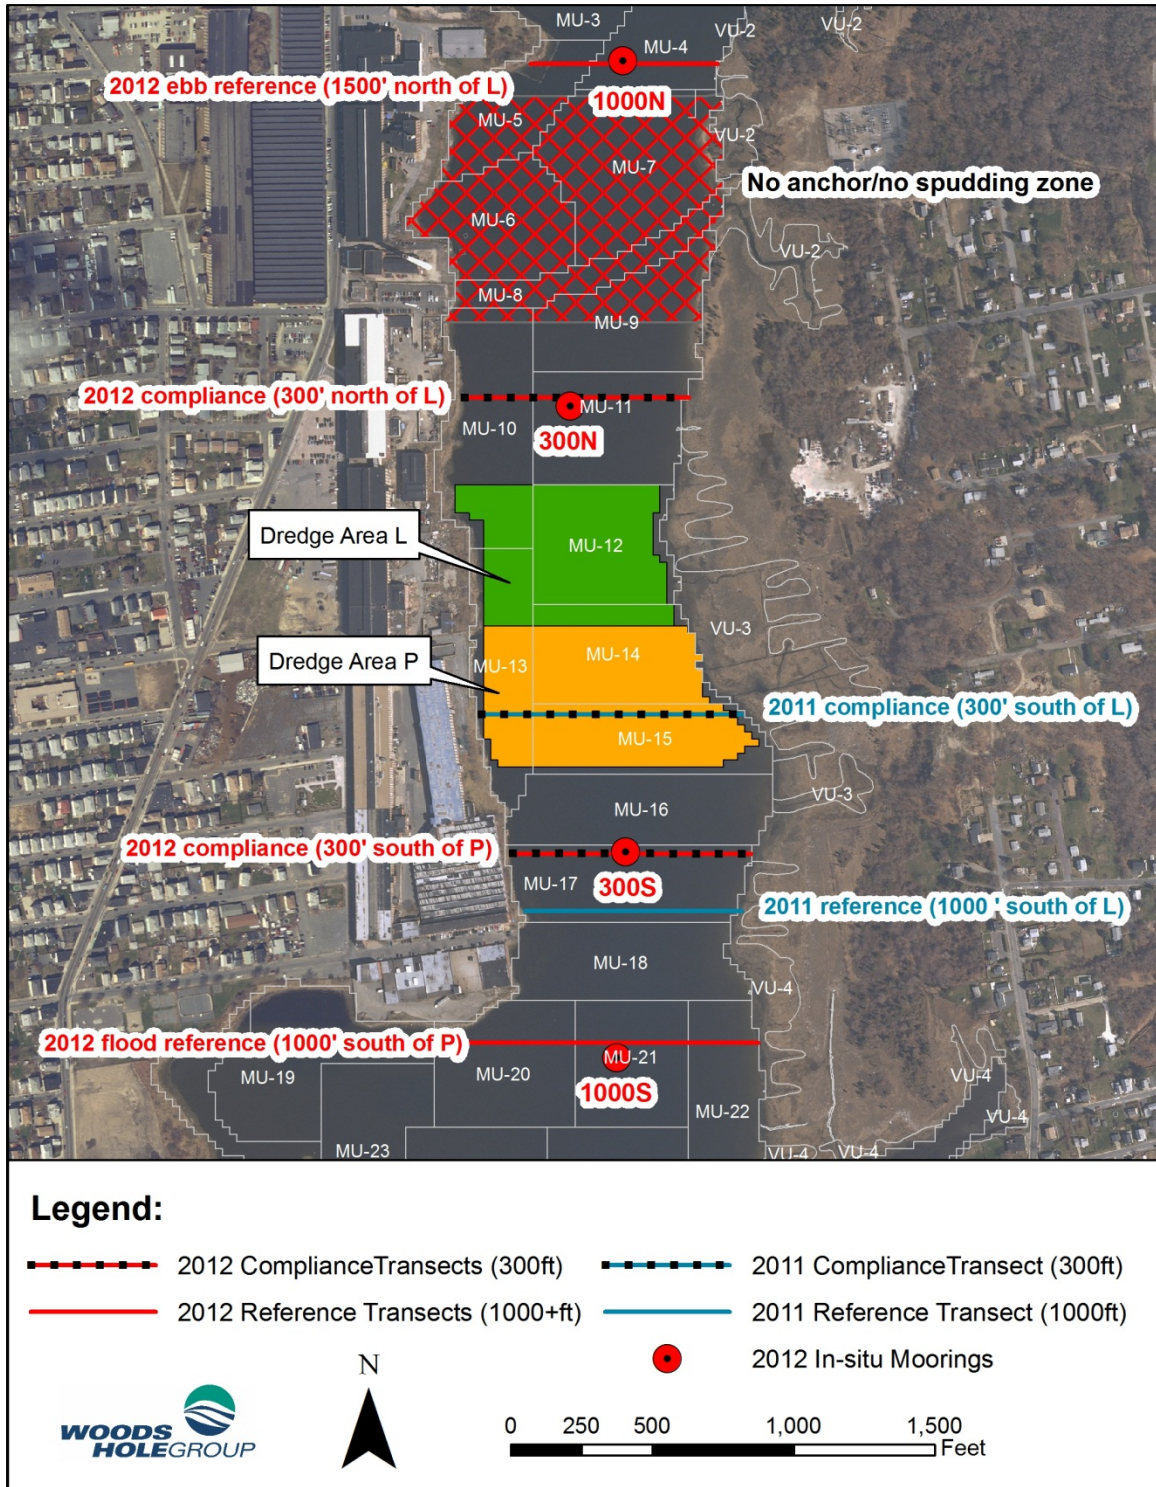 MU-3
VU-2
VU-2
MU-4
2012 ebb reference (1500' north of L)
1000N
MU-5
VU-2
MU-7
No anchor/no spudding zone
MU-6
VU-2
MU-8
MU-9
2012 compliance (300' north of L)
MU-11
MU-10
300N
Dredge Area L
MU-12
VU-3
Dredge Area P
MU-13
MU-14
2011 compliance (300' south of L)
MU-15
VU-3
MU-16
2012 compliance (300' south of P)
MU-17
300S
2011 reference (1000 ' south of L)
MU-18
VU-4
2012 flood reference (1000' south of P)
MU-21
MU-19
MU-20
VU-4
1000S
MU-22
VU-4
MU-23
VU-4
VU-4
Legend:
2012 ComplianceTransects (300ft)
2011 ComplianceTransect (300ft)
2012 Reference Transects (1000+ft)
2011 Reference Transect (1000ft)
2012 In-situ Moorings
N
WOODS
HOLEGROUP
0 250 500 1,000 1,500
Feet